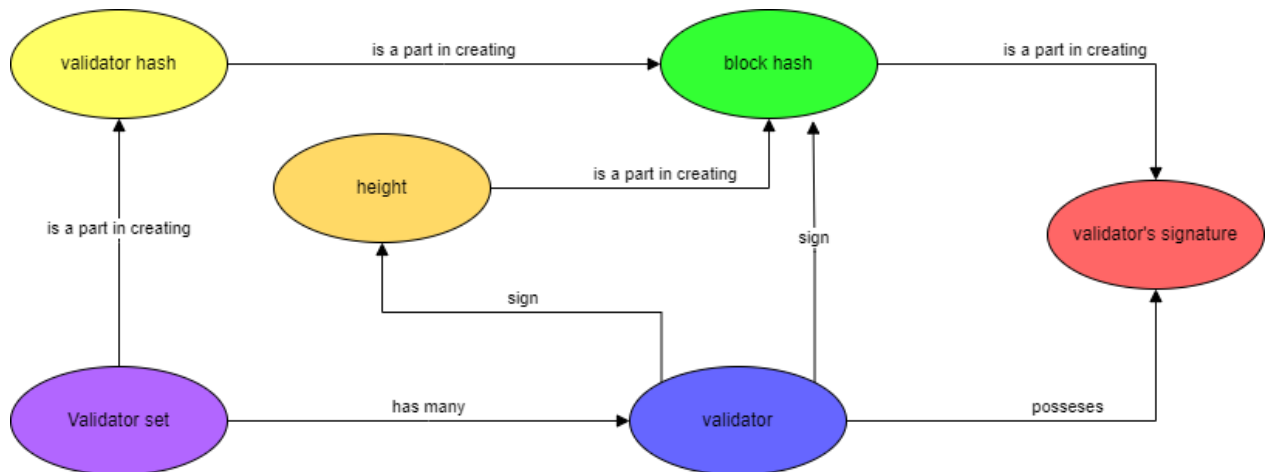 validator hash
is a part in creating
block hash
is a part in creating
height
is a part in creating
validator's signature
is a part in creating
sign
sign
Validator set
has many
validator
posseses